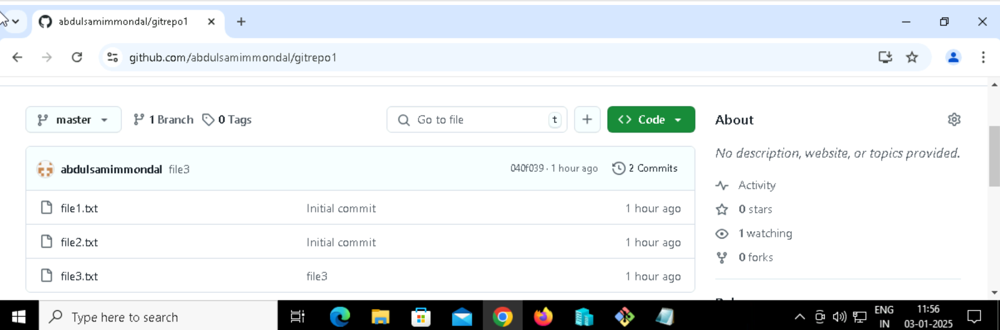 abdulsamimmondal/gitrepo1
github.com/abdulsamimmondal/gitrepo1
master 1 Branch 0 Tags Go to file t Code About
No description, website, or topics provided.
abdulsamimmondal file3 040f039 · 1 hour ago 2 Commits
Activity
file1.txt Initial commit 1 hour ago
0 stars
1 watching
file2.txt Initial commit 1 hour ago
0 forks
file3.txt file3 1 hour ago
Type here to search
ENG
IN
11:56
03-01-2025